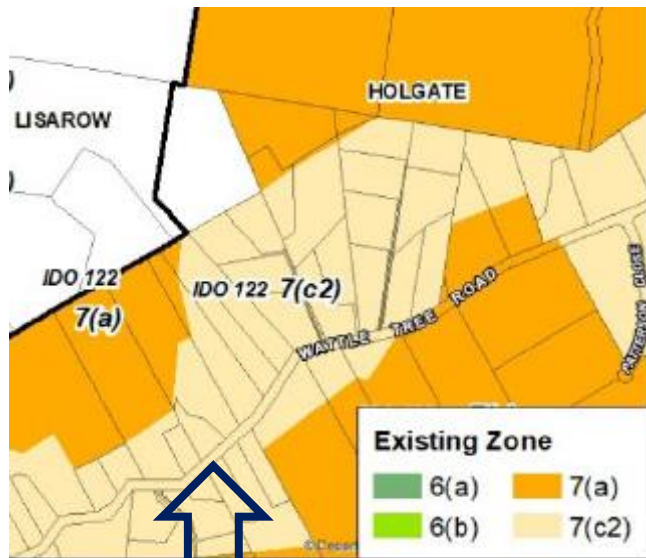 HOLGATE
LISAROW
IDO 122
7(a)
IDO 122 7(c2)
WATTLE TREE ROAD
PATTERSON CLOSE
Existing Zone
6(a)
7(a)
6(b)
7(c2)